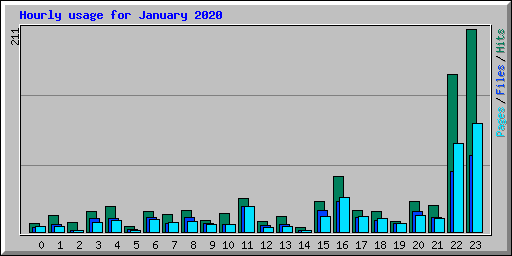 Hourly usage for January 2020
211
Pages / Files / Hits
0 1 2 3 4 5 6 7 8 9 10 11 12 13 14 15 16 17 18 19 20 21 22 23